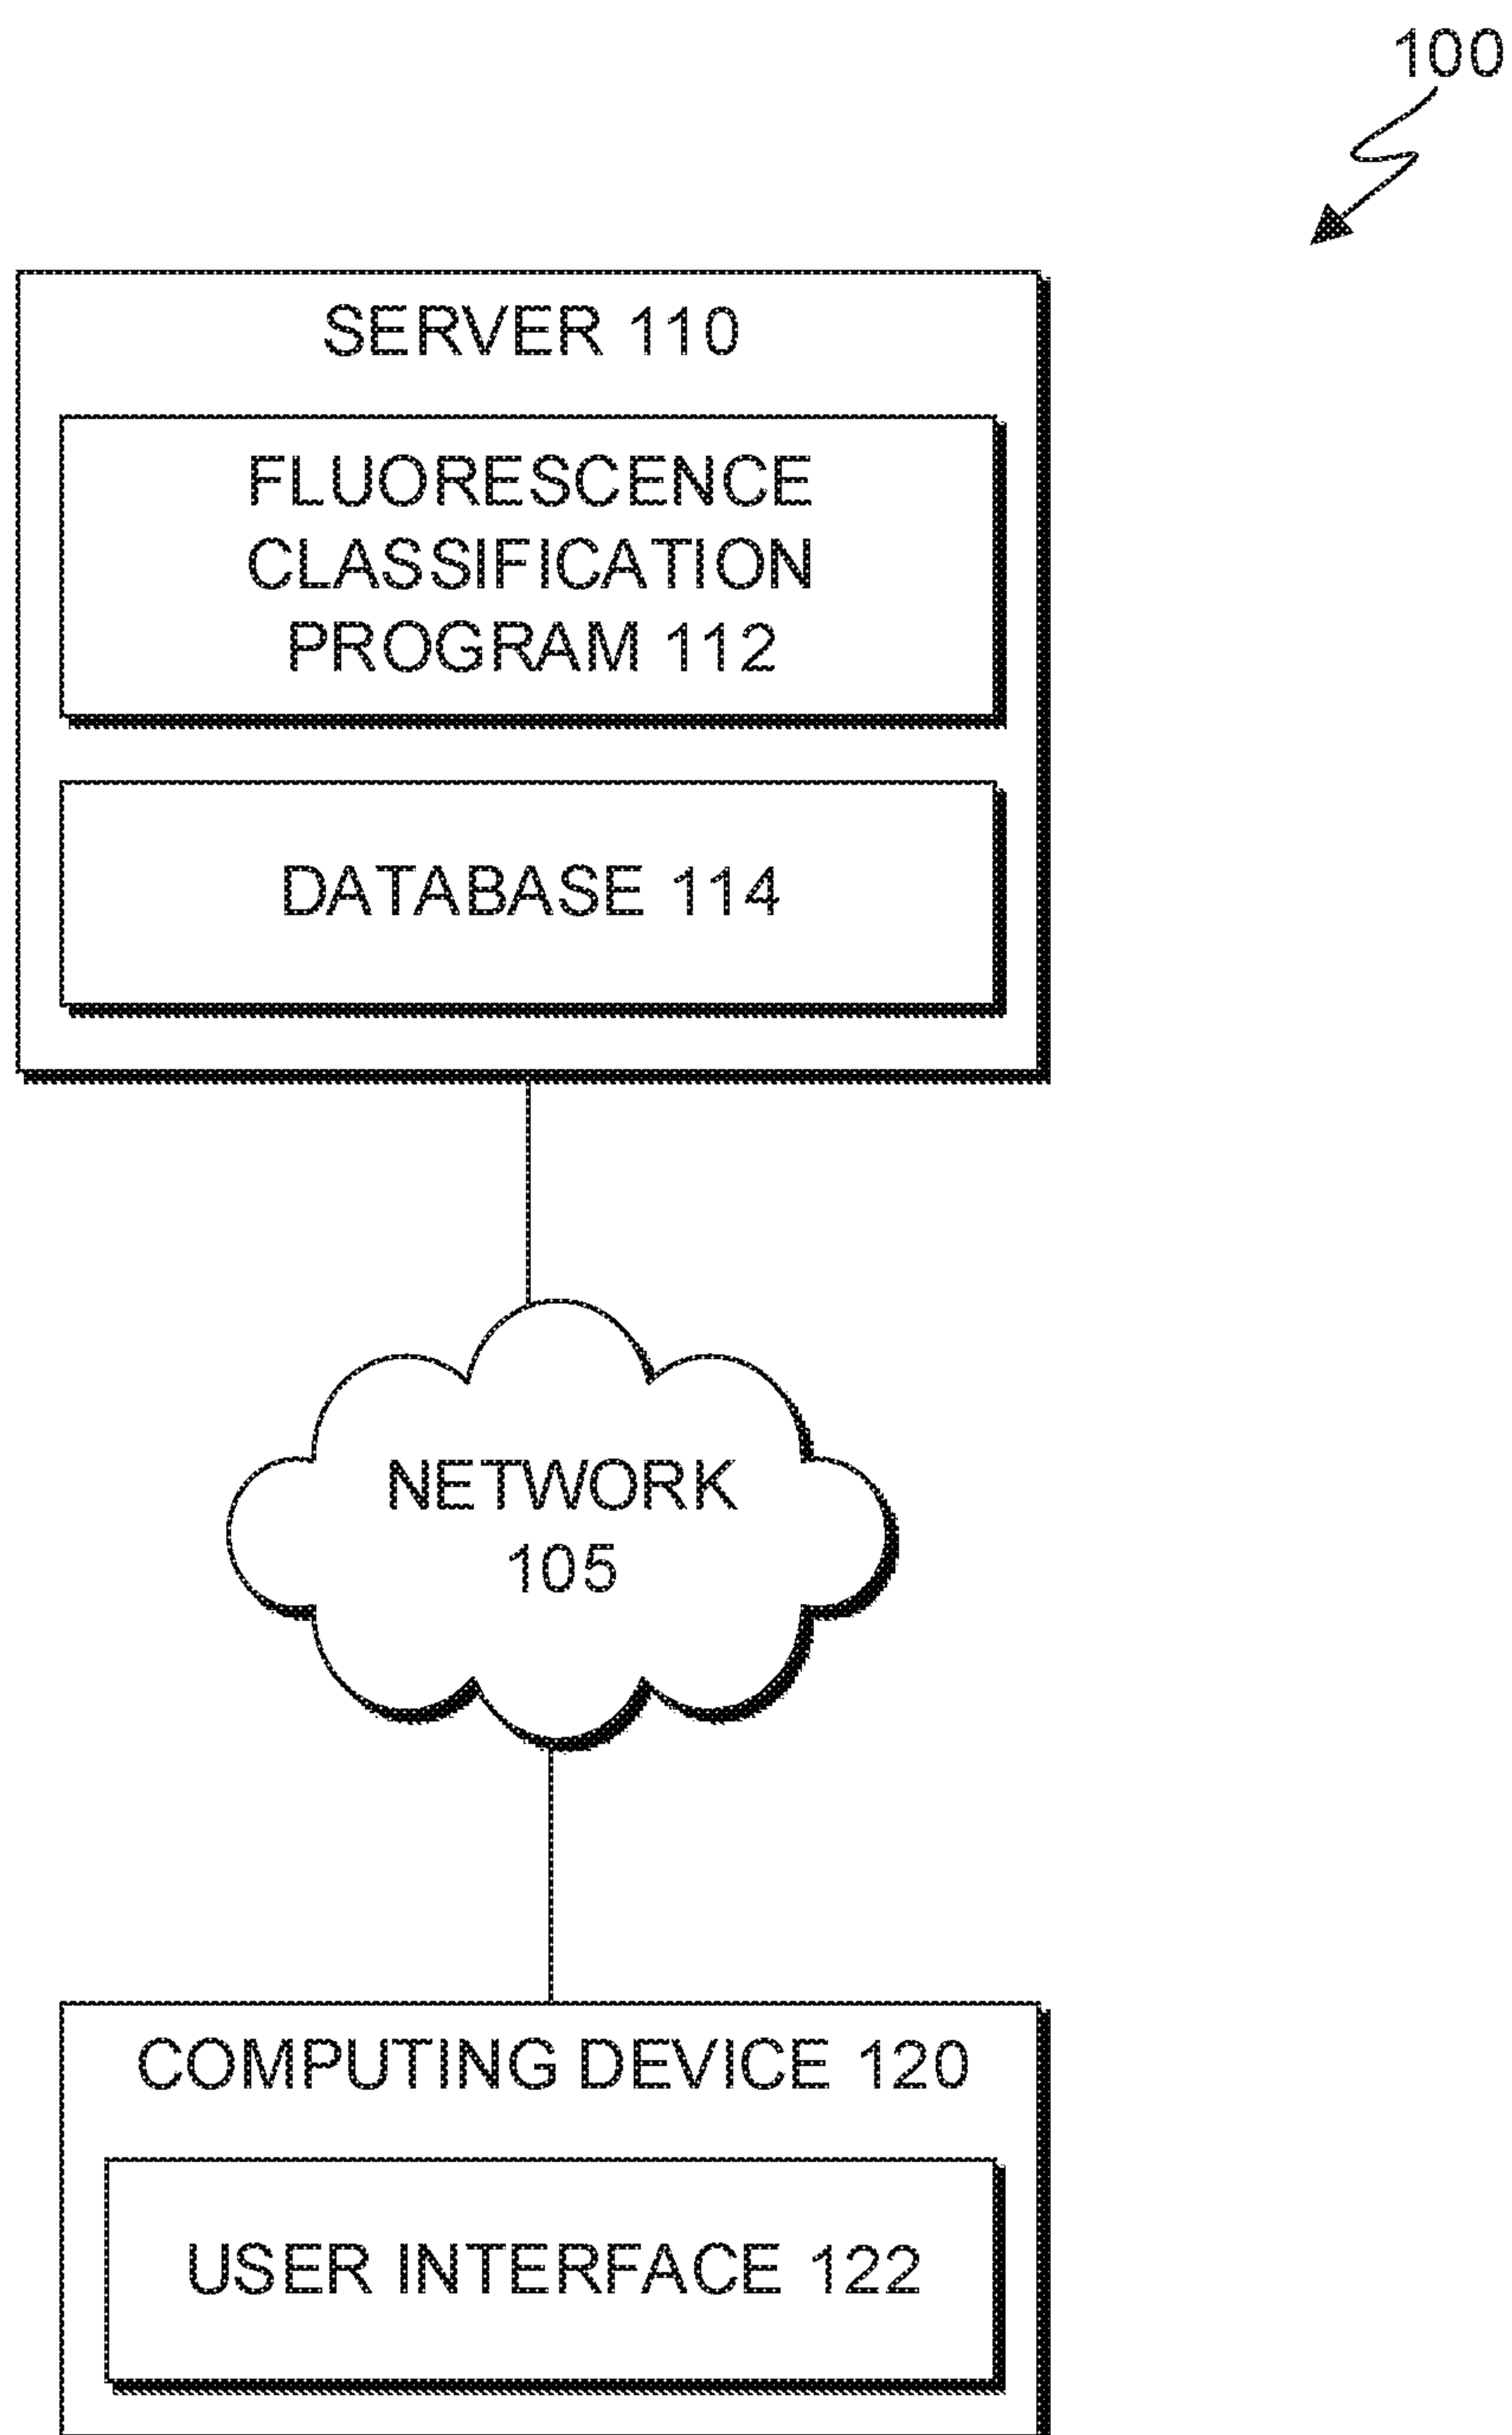 100
SERVER 110
FLUORESCENCE
CLASSIFICATION
PROGRAM 112
DATABASE 114
NETWORK
105
COMPUTING DEVICE 120
USER INTERFACE 122